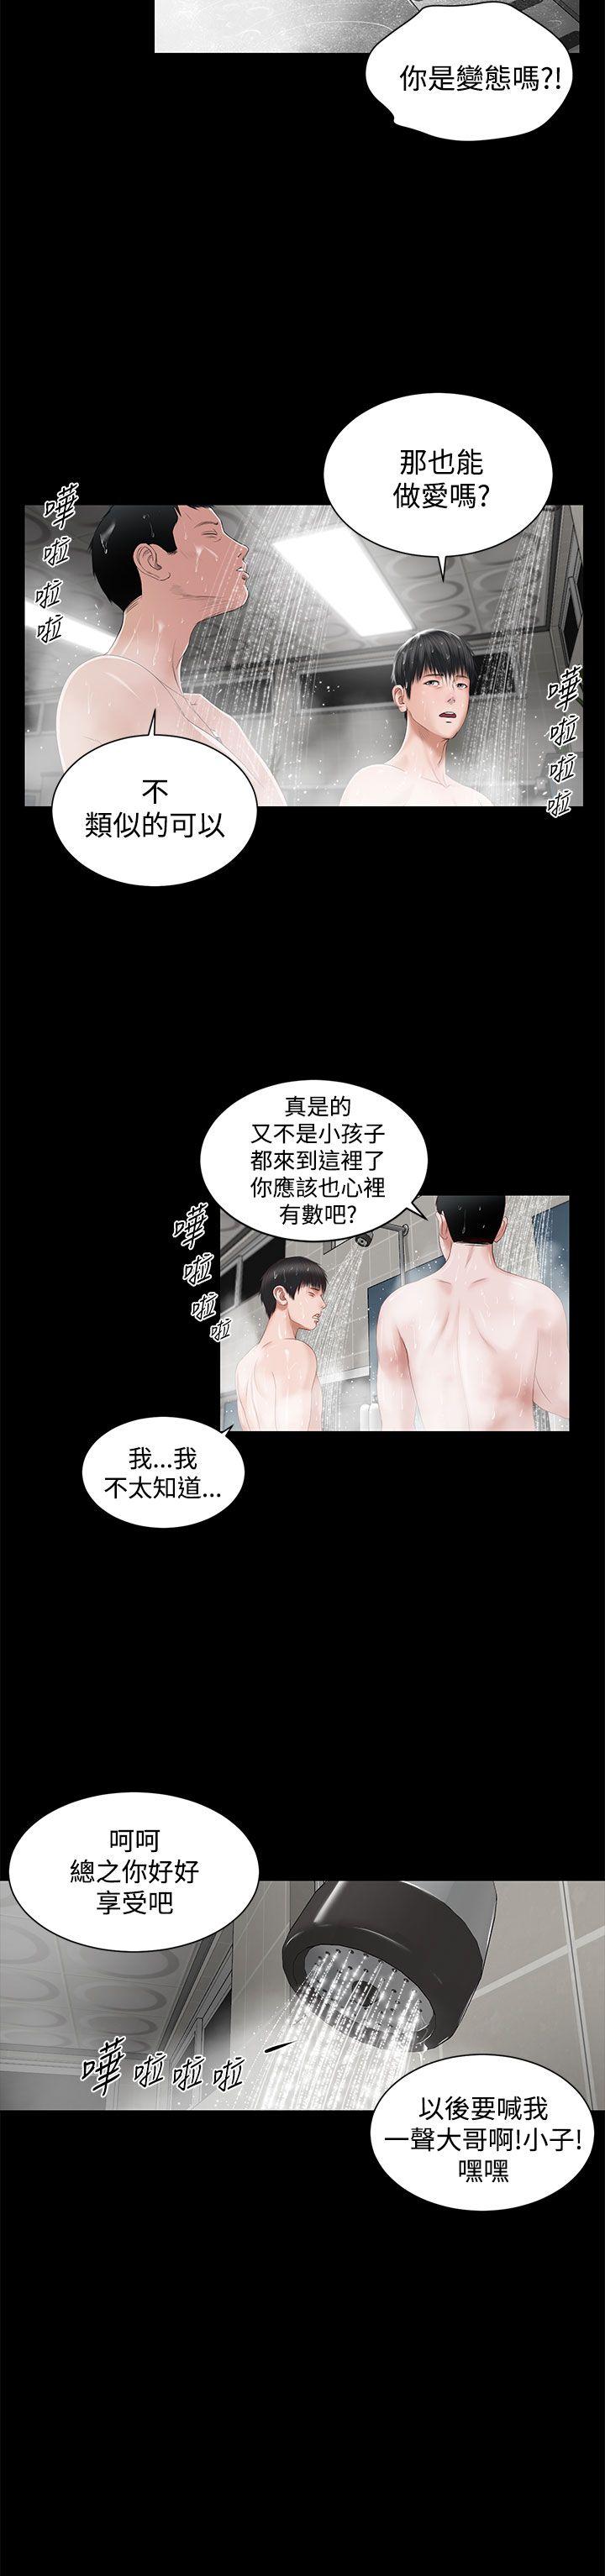 你是變態嗎?!
那也能
做愛嗎?
嘩
啦
啦
啦
嘩
啦
啦
啦
不
類似的可以
真是的
又不是小孩子
都來到這裡了
你應該也心裡
有數吧?
嘩
啦
啦
啦
我...我
不太知道...
呵呵
總之你好好
享受吧
嘩啦啦啦
以後要喊我
一聲大哥啊!小子!
嘿嘿